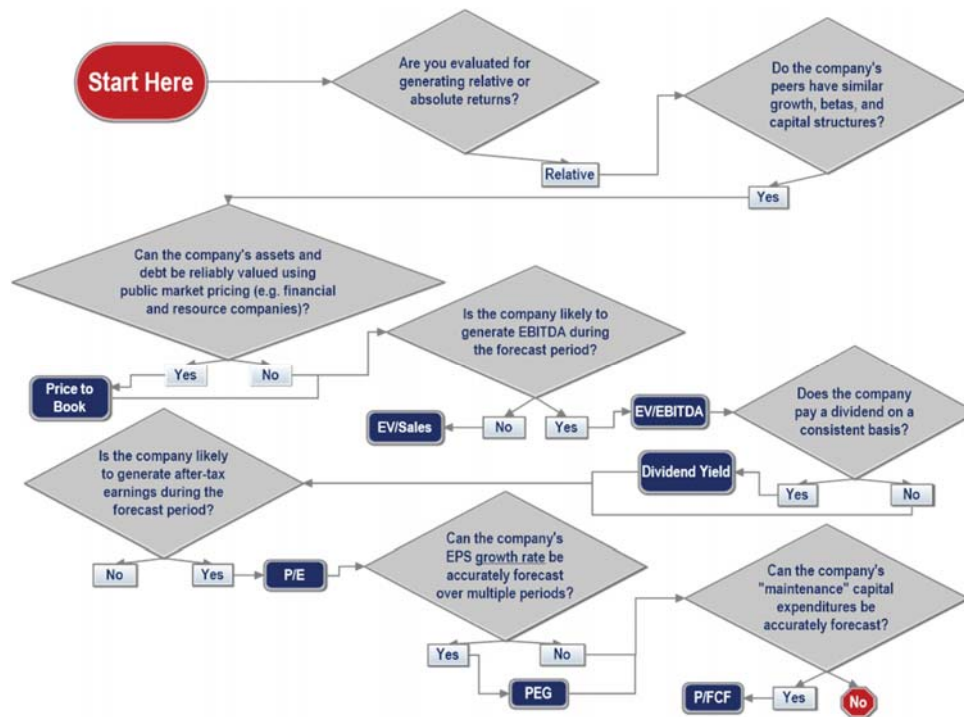 Start Here
Are you evaluated for
generating relative or
absolute returns?
Do the company's
peers have similar
growth, betas, and
capital structures?
Relative
Yes
Can the company's assets and
debt be reliably valued using
public market pricing (e.g. financial
and resource companies)?
Is the company likely to
generate EBITDA during
the forecast period?
Yes
No
Price to
Book
EV/Sales
No
Yes
EV/EBITDA
Does the company
pay a dividend on a
consistent basis?
Is the company likely
to generate after-tax
earnings during the
forecast period?
Dividend Yield
Yes
No
No
Yes
P/E
Can the company's
EPS growth rate be
accurately forecast
over multiple periods?
Can the company's
"maintenance" capital
expenditures be
accurately forecast?
Yes
No
PEG
P/FCF
Yes
No